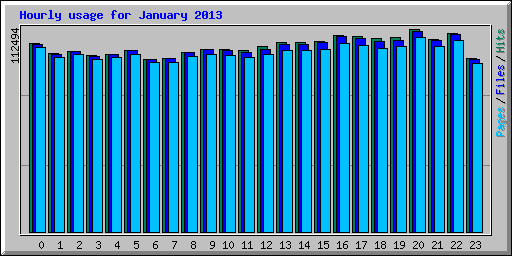 Hourly usage for January 2013
112494
Pages / Files / Hits
0 1 2 3 4 5 6 7 8 9 10 11 12 13 14 15 16 17 18 19 20 21 22 23